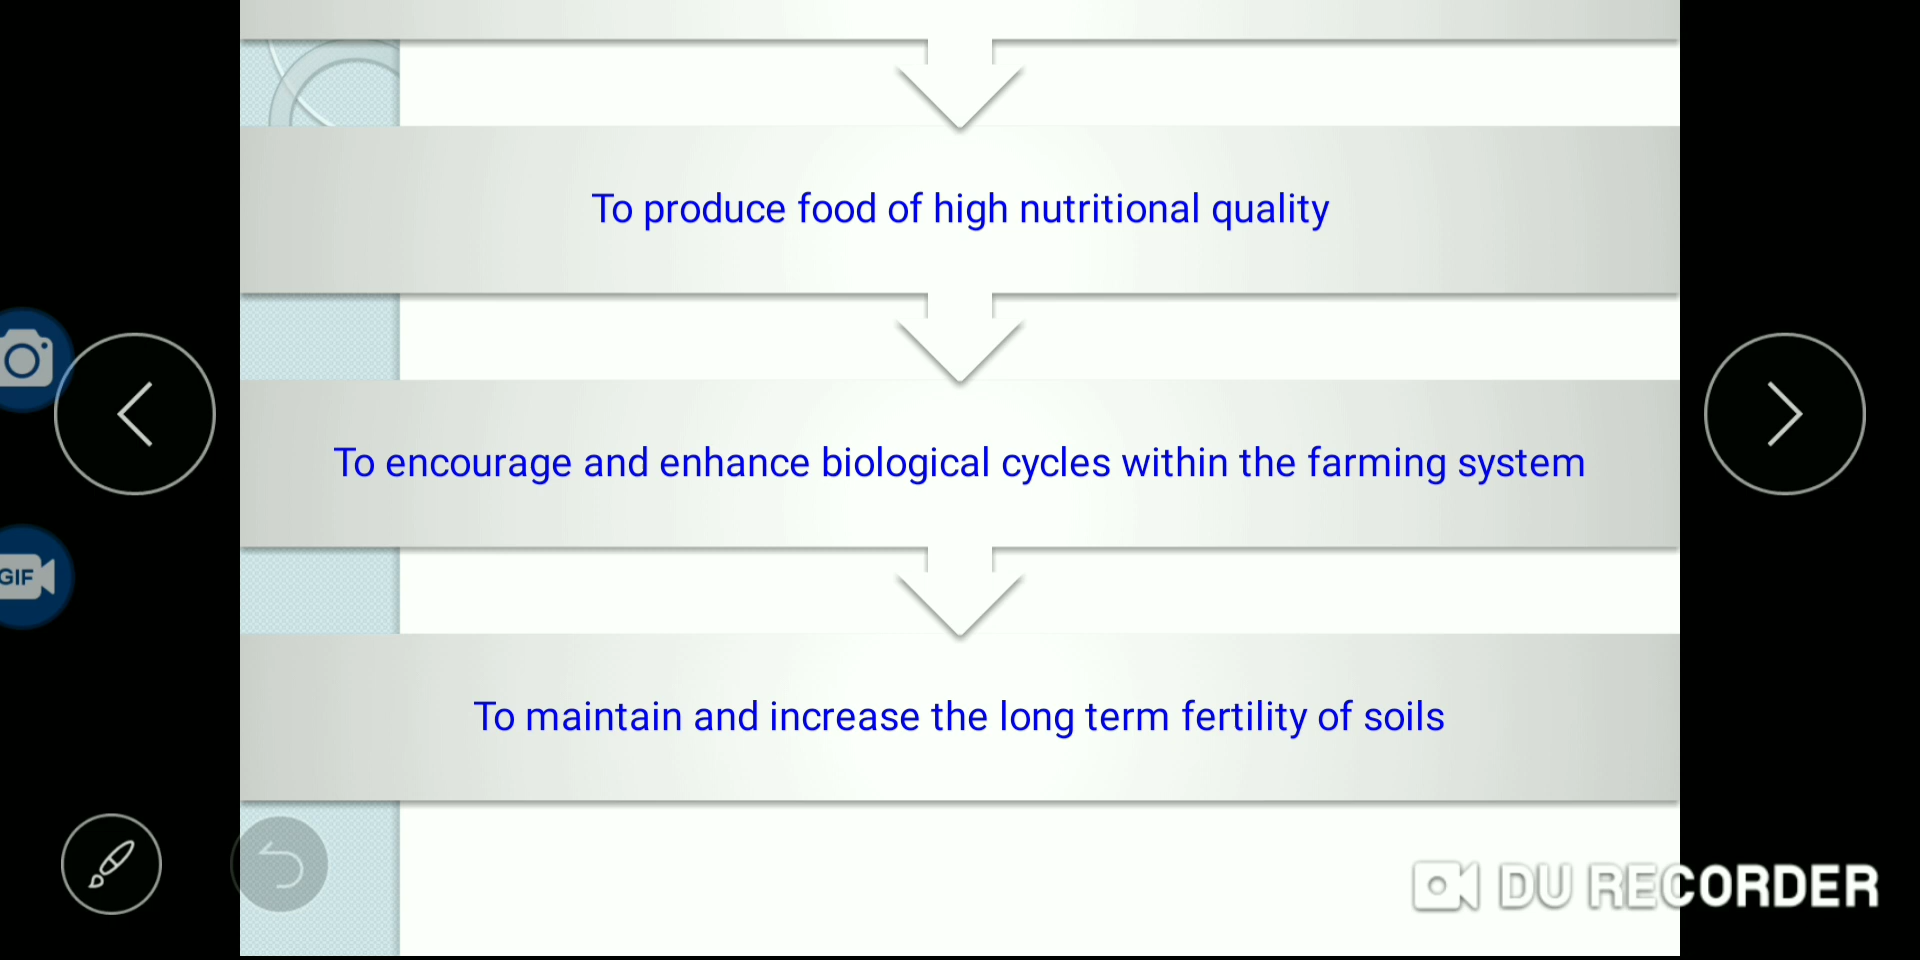 To produce food of high nutritional quality
To encourage and enhance biological cycles within the farming system
GIF
To maintain and increase the long term fertility of soils
DU RECORDER